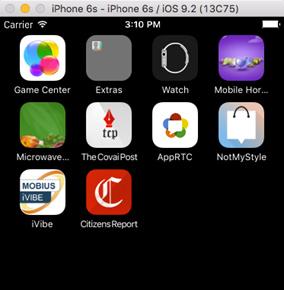 iPhone 6s - iPhone 6s / iOS 9.2 (13C75)
Carrier 3:10 PM
Game Center Extras Watch Mobile Hor...
tcp
Microwave... The Covai Post AppRTC NotMyStyle
MOBIUS
iVIBE
C
iVibe Citizens Report